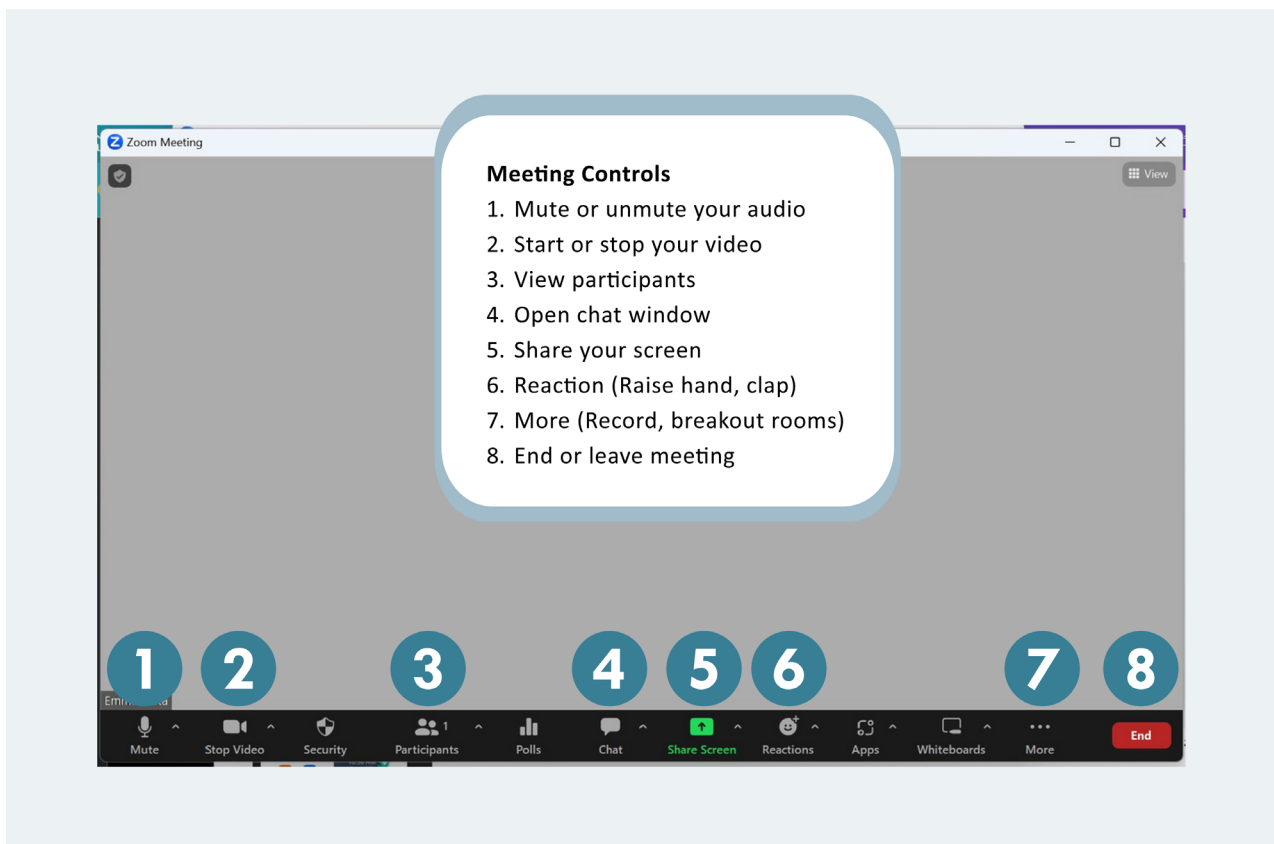 Zoom Meeting
View
Meeting Controls
1. Mute or unmute your audio
2. Start or stop your video
3. View participants
4. Open chat window
5. Share your screen
6. Reaction (Raise hand, clap)
7. More (Record, breakout rooms)
8. End or leave meeting
1 2 3 4 5 6 7 8
1
Mute Stop Video Security Participants Polls Chat Share Screen Reactions Apps Whiteboards More End